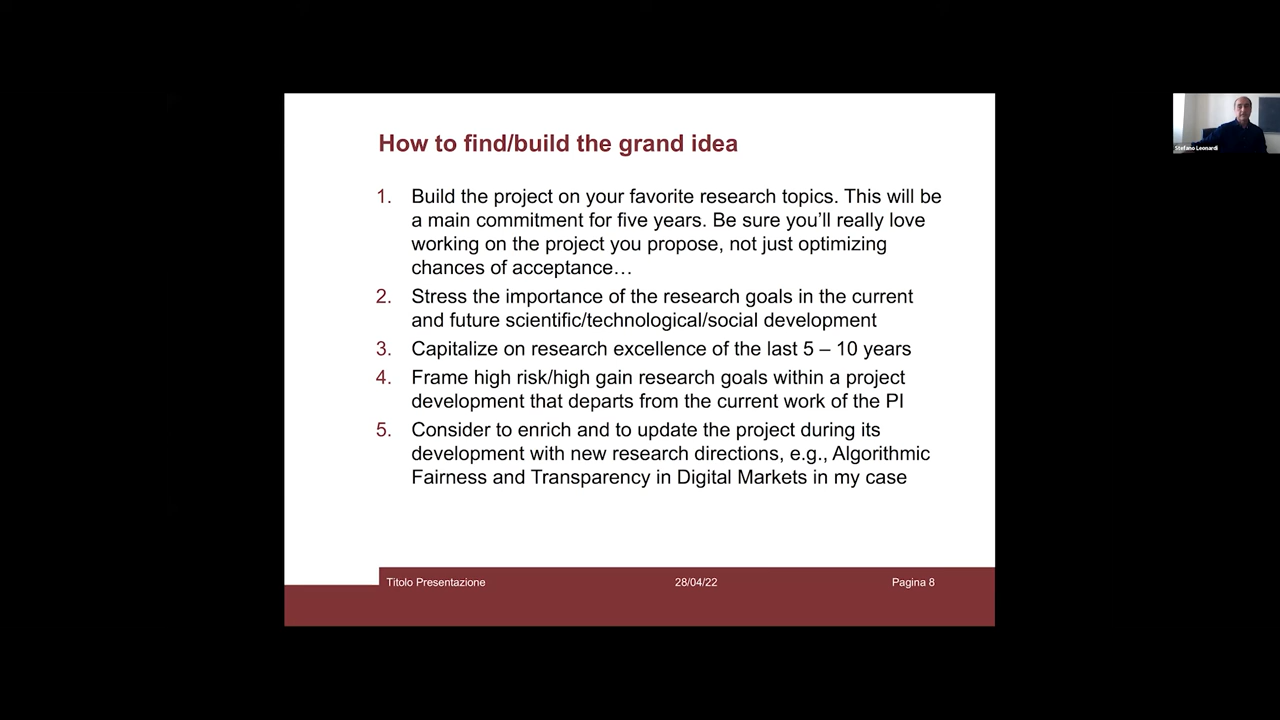 How to find/build the grand idea
1. Build the project on your favorite research topics. This will be
a main commitment for five years. Be sure you'll really love
working on the project you propose, not just optimizing
chances of acceptance…
2. Stress the importance of the research goals in the current
and future scientific/technological/social development
3. Capitalize on research excellence of the last 5 – 10 years
4. Frame high risk/high gain research goals within a project
development that departs from the current work of the PI
5. Consider to enrich and to update the project during its
development with new research directions, e.g., Algorithmic
Fairness and Transparency in Digital Markets in my case
Titolo Presentazione 28/04/22 Pagina 8
Stefano Leonardi